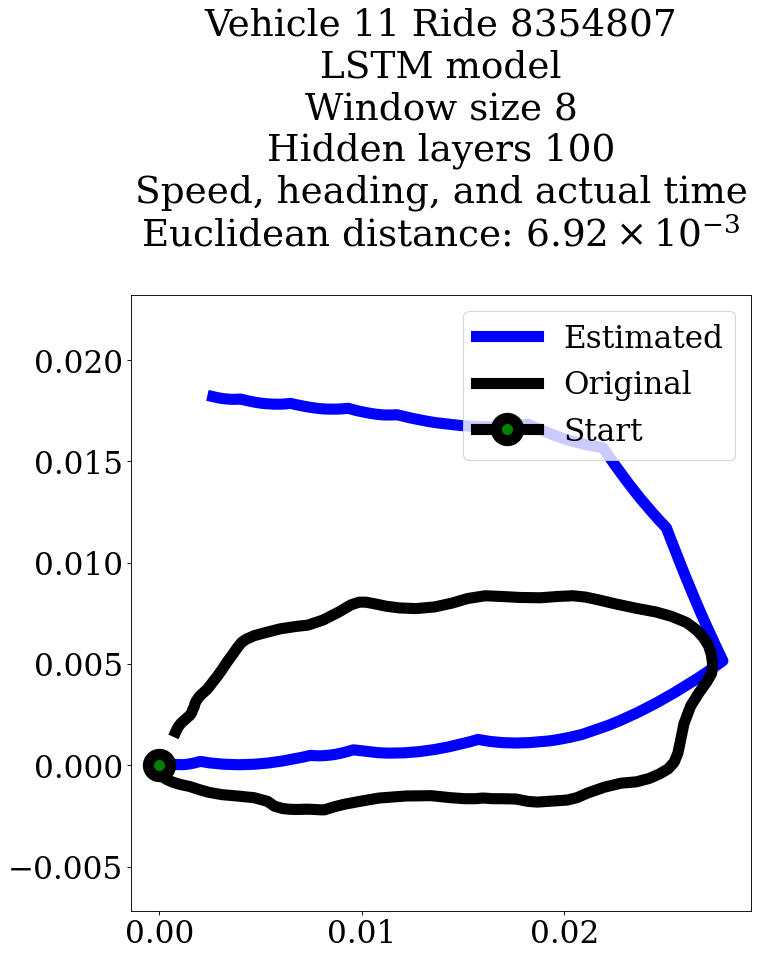 Vehicle 11 Ride 8354807
LSTM model
Window size 8
Hidden layers 100
Speed, heading, and actual time
Euclidean distance: 6.92 × 10⁻³
Estimated
Original
Start
0.020
0.015
0.010
0.005
0.000
−0.005
0.00 0.01 0.02